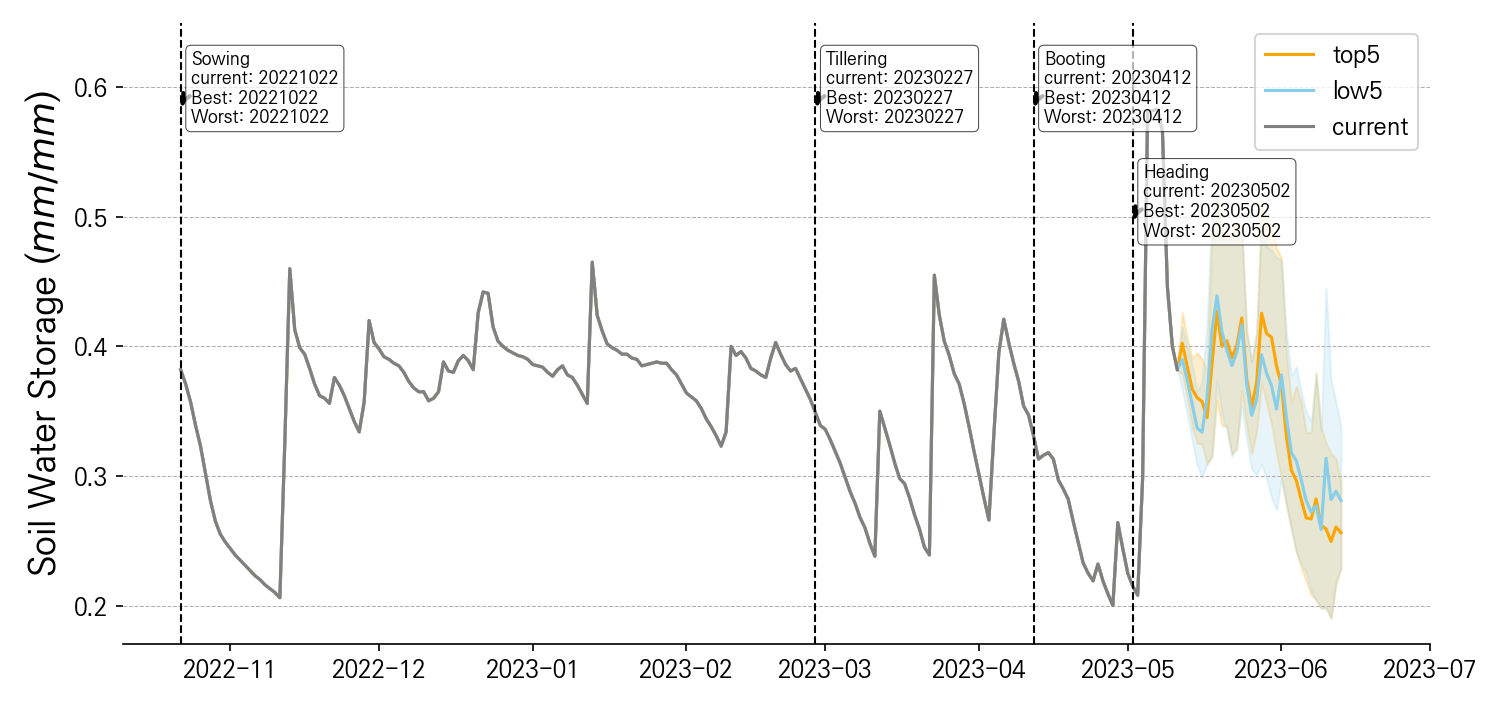 Sowing
current: 20221022
Best: 20221022
Worst: 20221022
Tillering
current: 20230227
Best: 20230227
Worst: 20230227
Booting
current: 20230412
Best: 20230412
Worst: 20230412
Heading
current: 20230502
Best: 20230502
Worst: 20230502
top5
low5
current
Soil Water Storage (mm/mm)
0.6
0.5
0.4
0.3
0.2
2022-11
2022-12
2023-01
2023-02
2023-03
2023-04
2023-05
2023-06
2023-07